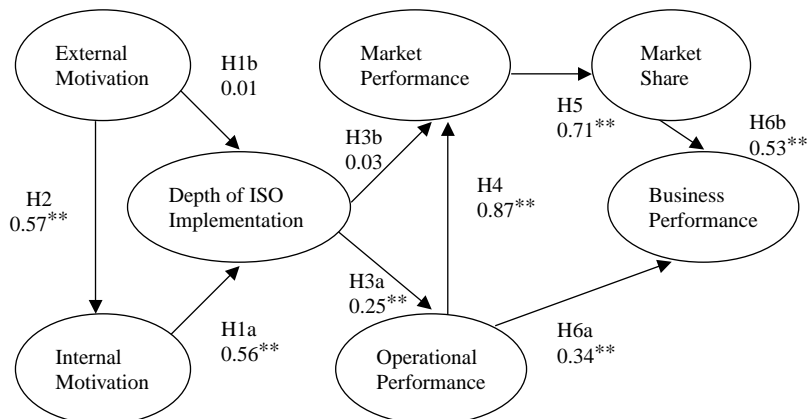 External
Motivation
H1b
0.01
Market
Performance
Market
Share
H5
0.71**
H6b
0.53**
H3b
0.03
H2
0.57**
Depth of ISO
Implementation
H4
0.87**
Business
Performance
H3a
0.25**
Internal
Motivation
H1a
0.56**
Operational
Performance
H6a
0.34**